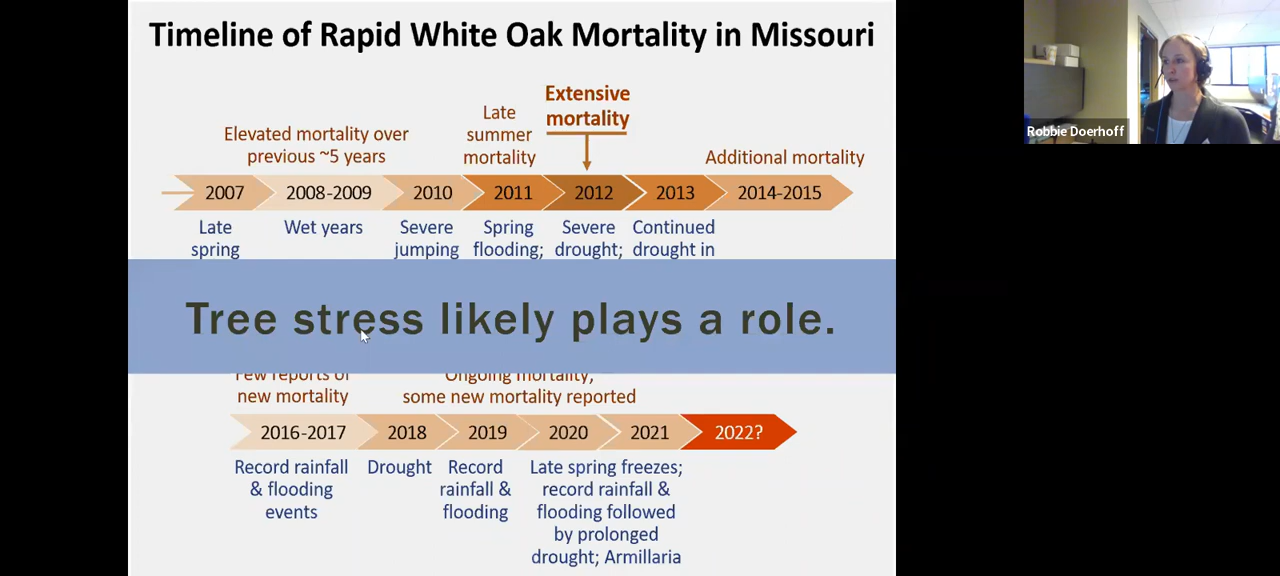 Timeline of Rapid White Oak Mortality in Missouri
Extensive
mortality
Late
summer
mortality
Elevated mortality over
previous ~5 years
Additional mortality
2007
2008-2009
2010
2011
2012
2013
2014-2015
Late
spring
Wet years
Severe
jumping
Spring
flooding;
Severe
drought;
Continued
drought in
Tree stress likely plays a role.
Few reports of
new mortality
Ongoing mortality,
some new mortality reported
2016-2017
2018
2019
2020
2021
2022?
Record rainfall
& flooding
events
Drought
Record
rainfall &
flooding
Late spring freezes;
record rainfall &
flooding followed
by prolonged
drought; Armillaria
Robbie Doerhoff